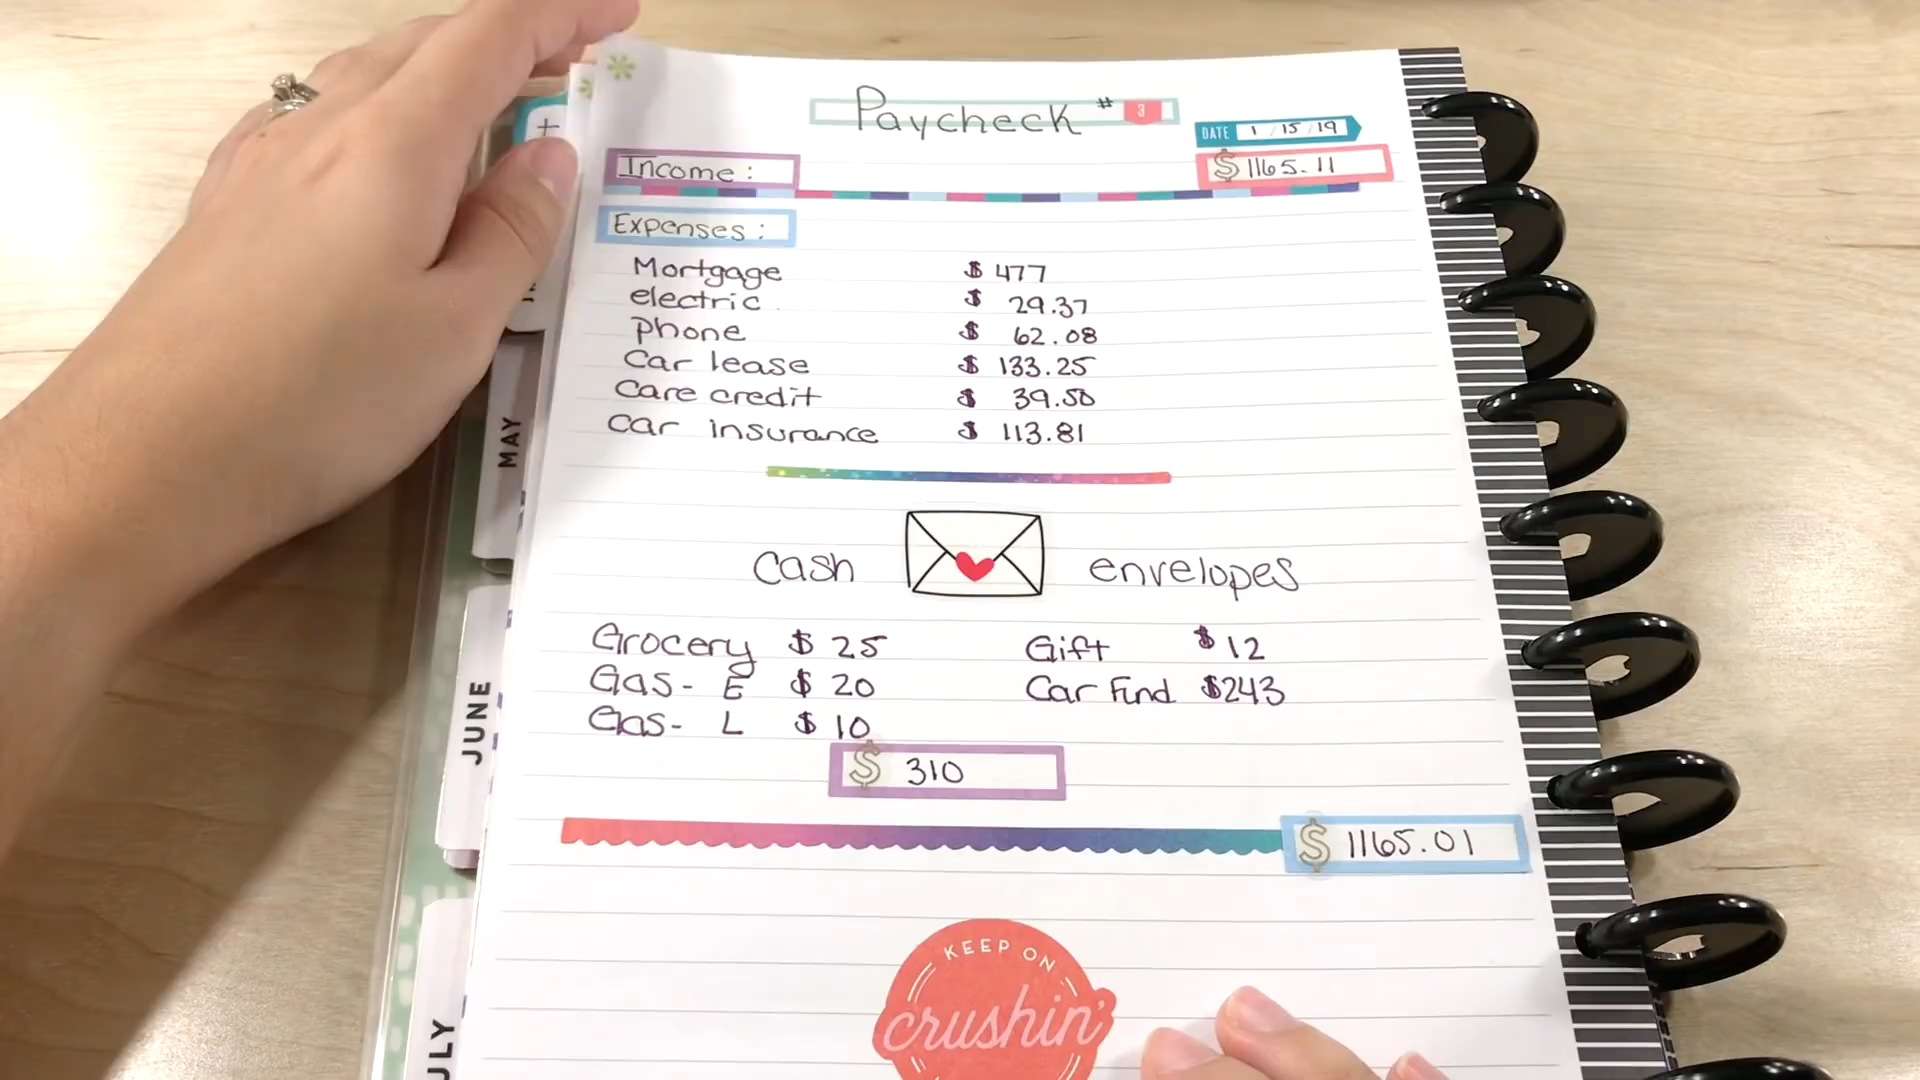 Paycheck # 3
DATE 1 / 15 / 19
Income : $ 1165.11
Expenses :
Mortgage $ 477
electric $ 29.37
phone $ 62.08
Car lease $ 133.25
Care credit $ 39.50
Car insurance $ 113.81
cash envelopes
Grocery $ 25 Gift $ 12
Gas- E $ 20 Car Fund $243
Gas- L $ 10
$ 310
$ 1165.01
KEEP ON
crushin'
MAY
JUNE